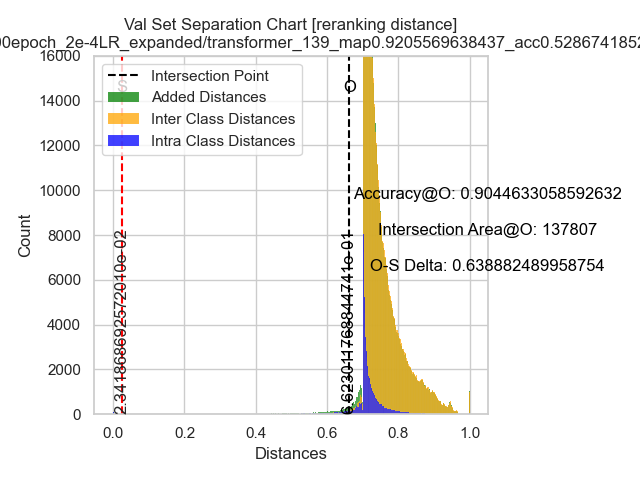 Val Set Separation Chart [reranking distance]
00epoch_2e-4LR_expanded/transformer_139_map0.9205569638437_acc0.5286741852
16000
14000
12000
10000
8000
6000
4000
2000
0
Count
Intersection Point
Added Distances
Inter Class Distances
Intra Class Distances
S
O
Accuracy@O: 0.9044633058592632
Intersection Area@O: 137807
O-S Delta: 0.638882489958754
2.341868692572010e-02
6.6230117688447410e-01
0.0
0.2
0.4
0.6
0.8
1.0
Distances